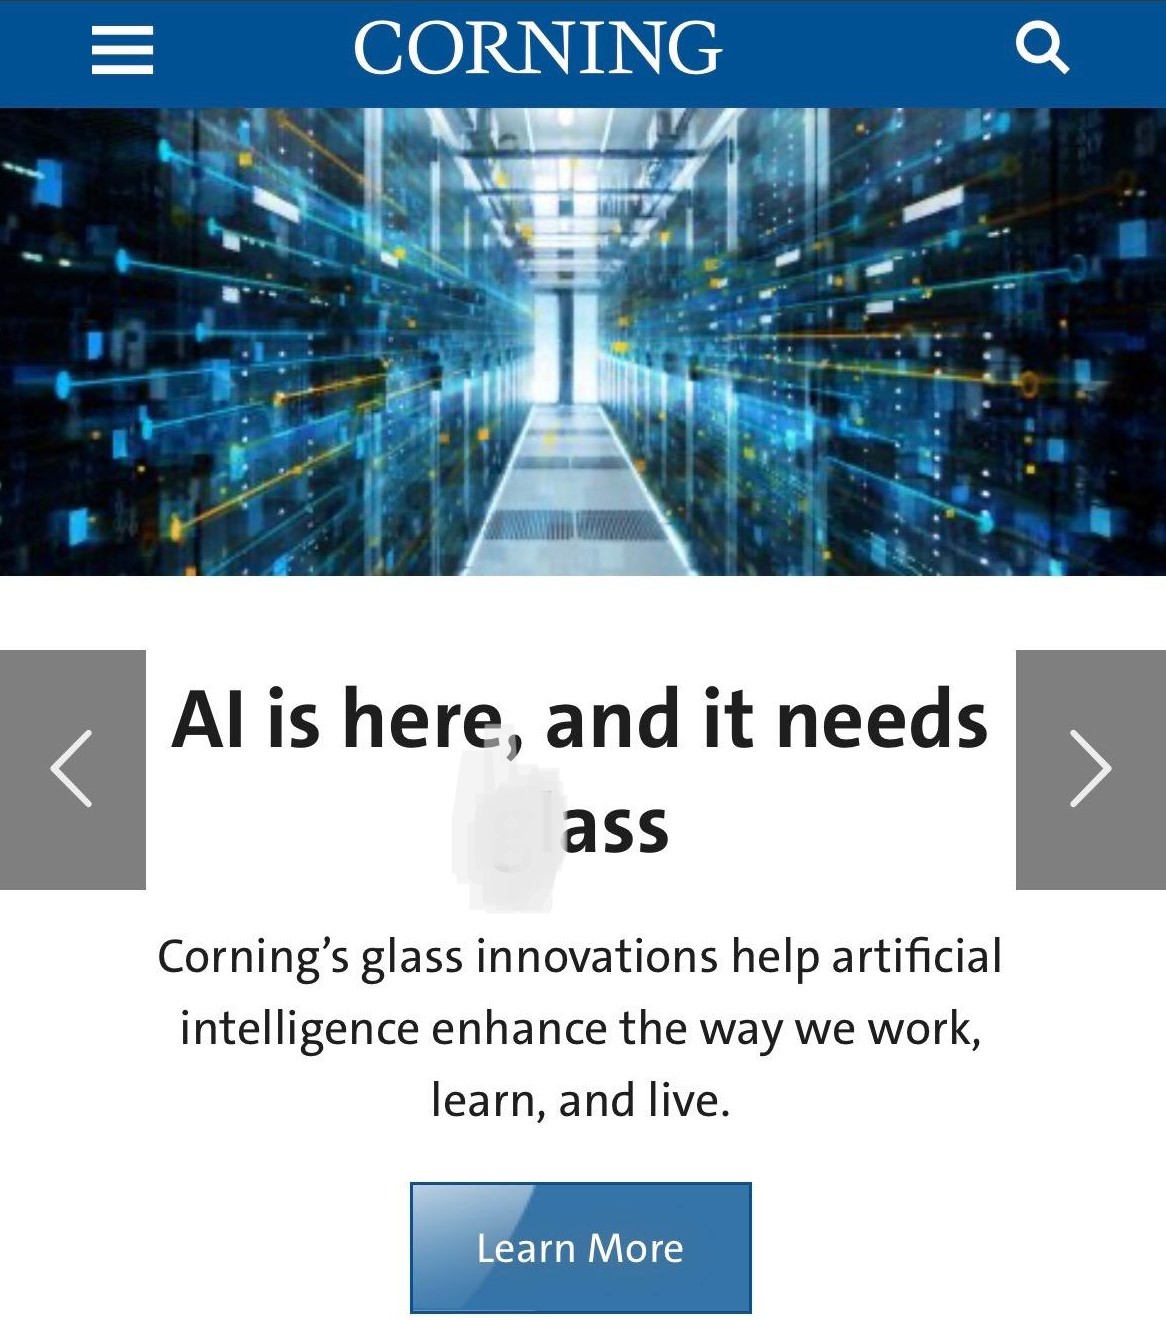 CORNING
AI is here, and it needs
ass
Corning's glass innovations help artificial
intelligence enhance the way we work,
learn, and live.
Learn More